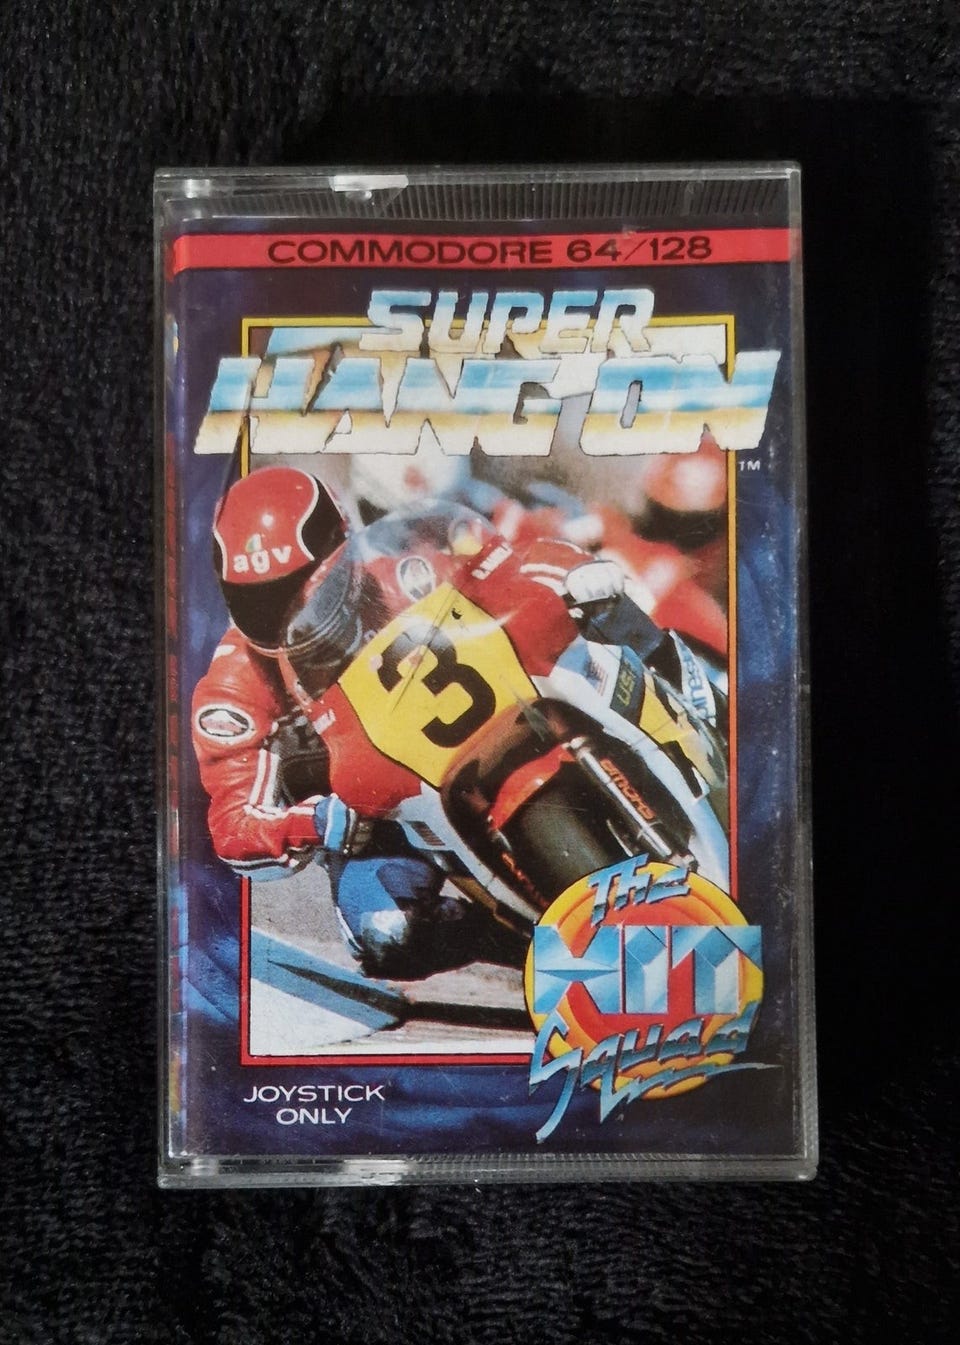 COMMODORE 64/128
SUPER
HANG ON
TM
agv
3
The
HIT
Squad
JOYSTICK
ONLY